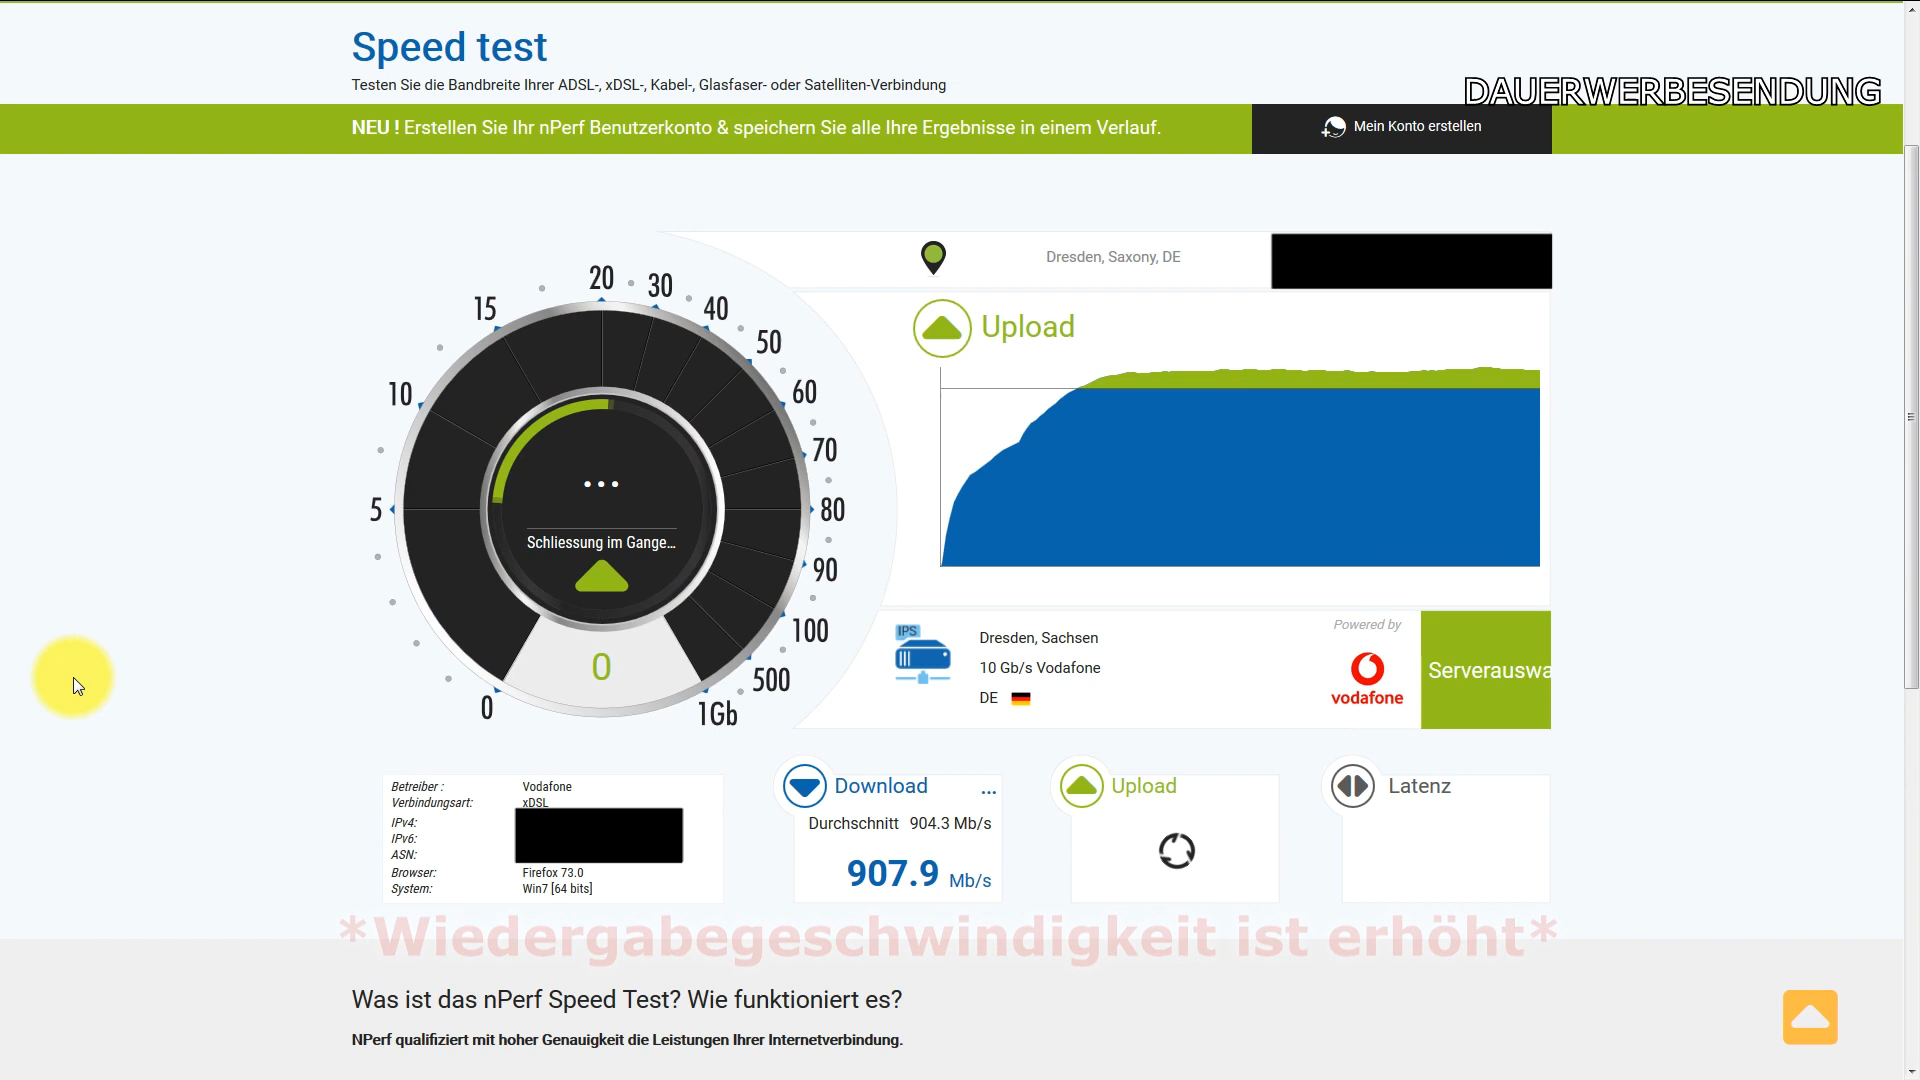 Speed test
Testen Sie die Bandbreite Ihrer ADSL-, xDSL-, Kabel-, Glasfaser- oder Satelliten-Verbindung
DAUERWERBESENDUNG
NEU ! Erstellen Sie Ihr nPerf Benutzerkonto & speichern Sie alle Ihre Ergebnisse in einem Verlauf.
Mein Konto erstellen
Dresden, Saxony, DE
Upload
0
5
10
15
20
30
40
50
60
70
80
90
100
500
1Gb
...
Schliessung im Gange...
0
IPS
Dresden, Sachsen
10 Gb/s Vodafone
DE
Powered by
vodafone
Serverauswa
Betreiber : Vodafone
Verbindungsart: xDSL
IPv4:
IPv6:
ASN:
Browser: Firefox 73.0
System: Win7 [64 bits]
Download ...
Durchschnitt 904.3 Mb/s
907.9 Mb/s
Upload
Latenz
*Wiedergabegeschwindigkeit ist erhöht*
Was ist das nPerf Speed Test? Wie funktioniert es?
NPerf qualifiziert mit hoher Genauigkeit die Leistungen Ihrer Internetverbindung.